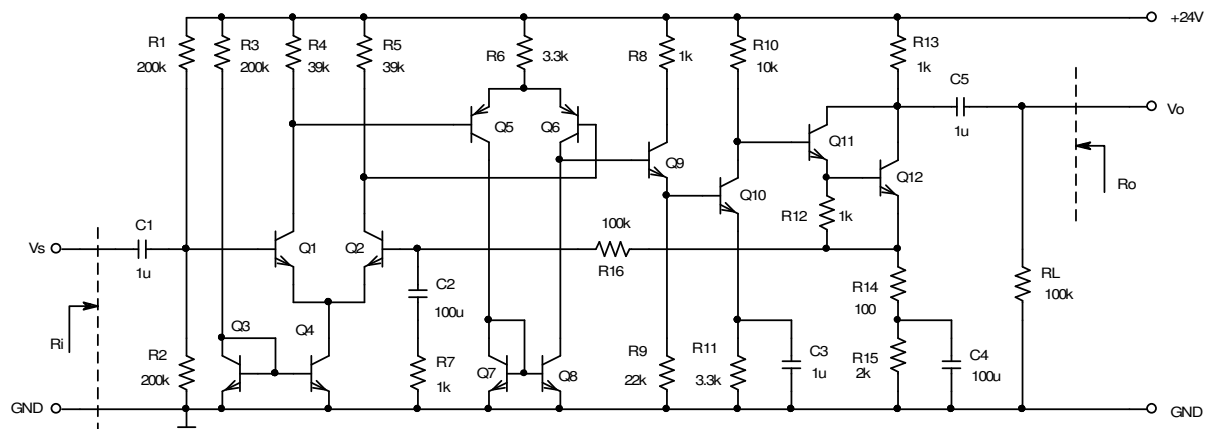 +24V
R1
200k
R3
200k
R4
39k
R5
39k
R6
3.3k
R8
1k
R10
10k
R13
1k
C5
1u
Vo
Q5
Q6
Q11
Q9
Q12
Q10
Ro
R12
1k
100k
R16
C1
1u
Vs
Q1
Q2
C2
100u
R14
100
RL
100k
Ri
Q3
Q4
R2
200k
R7
1k
Q7
Q8
R9
22k
R11
3.3k
C3
1u
R15
2k
C4
100u
GND
GND